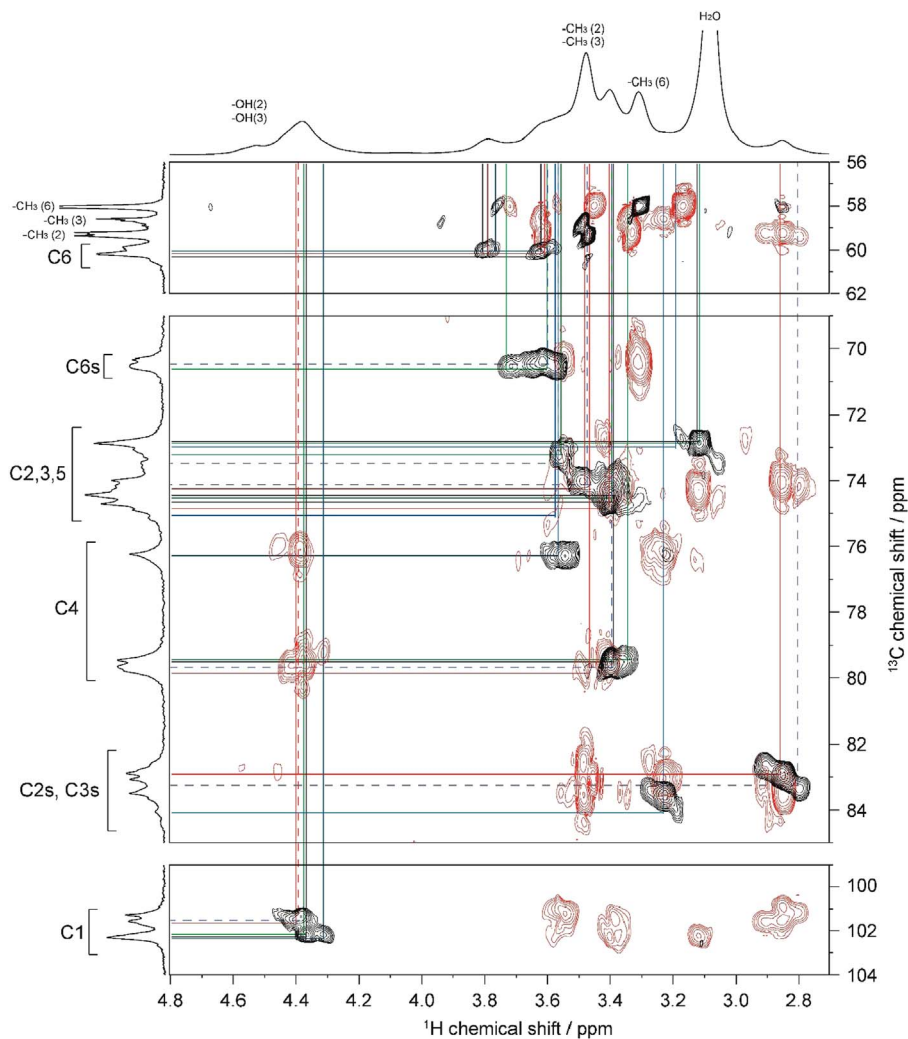 H₂O
-CH₃ (2)
-CH₃ (3)
-CH₃ (6)
-OH(2)
-OH(3)
56
58
60
62
-CH₃ (6)
-CH₃ (3)
-CH₃ (2)
C6
70
72
74
76
78
80
82
84
C6s
C2,3,5
C4
C2s, C3s
¹³C chemical shift / ppm
100
102
104
C1
4.8 4.6 4.4 4.2 4.0 3.8 3.6 3.4 3.2 3.0 2.8
¹H chemical shift / ppm